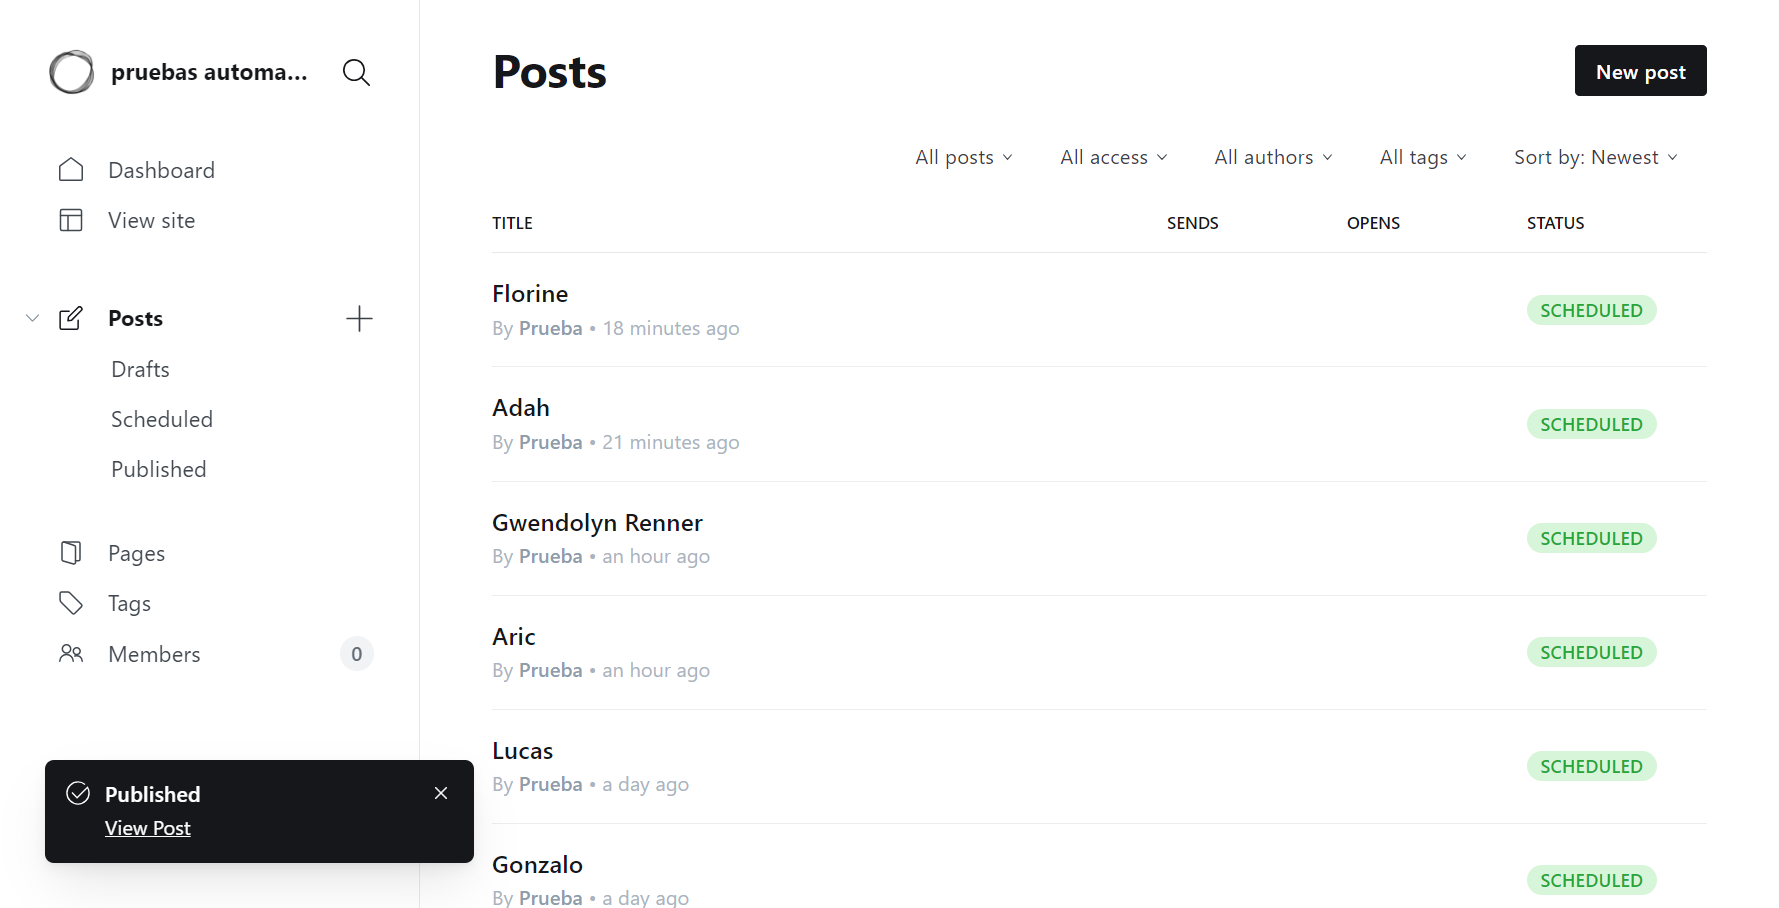 pruebas automa...
Dashboard
View site
Posts
Drafts
Scheduled
Published
Pages
Tags
Members 0
Published
View Post
Posts
New post
All posts All access All authors All tags Sort by: Newest
TITLE SENDS OPENS STATUS
Florine
By Prueba • 18 minutes ago
SCHEDULED
Adah
By Prueba • 21 minutes ago
SCHEDULED
Gwendolyn Renner
By Prueba • an hour ago
SCHEDULED
Aric
By Prueba • an hour ago
SCHEDULED
Lucas
By Prueba • a day ago
SCHEDULED
Gonzalo
By Prueba • a day ago
SCHEDULED